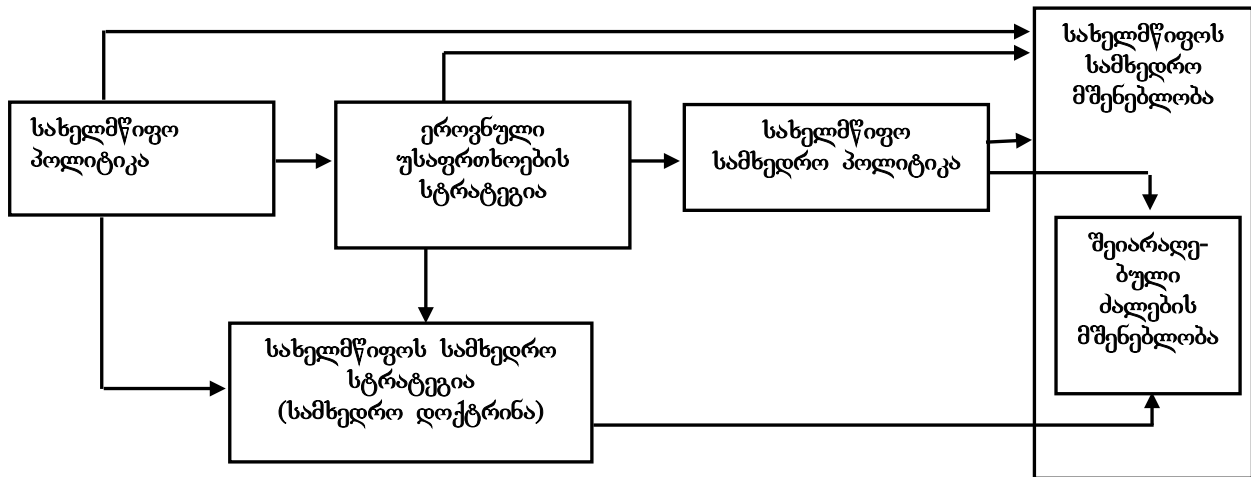 სახელმწიფო
პოლიტიკა
ეროვნული
უსაფრთხოების
სტრატეგია
სახელმწიფო
სამხედრო პოლიტიკა
სახელმწიფოს
სამხედრო
მშენებლობა
შეიარაღე-
ბული
ძალების
მშენებლობა
სახელმწიფოს სამხედრო
სტრატეგია
(სამხედრო დოქტრინა)